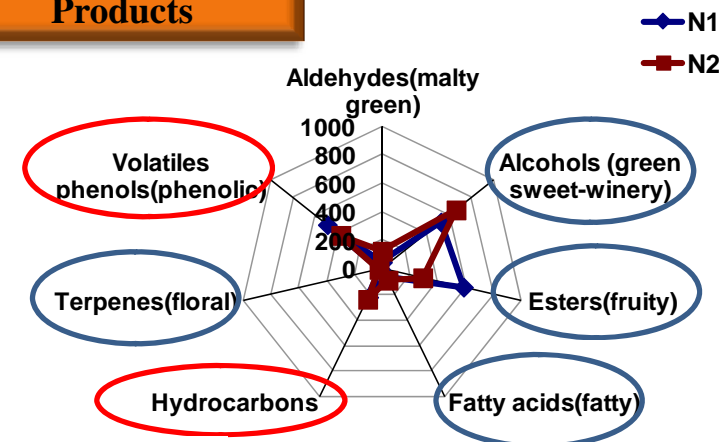 Products
N1
N2
Aldehydes(malty
green)
1000
800
600
400
200
0
Volatiles
phenols(phenolic)
Alcohols (green
sweet-winery)
Terpenes(floral)
Esters(fruity)
Hydrocarbons
Fatty acids(fatty)